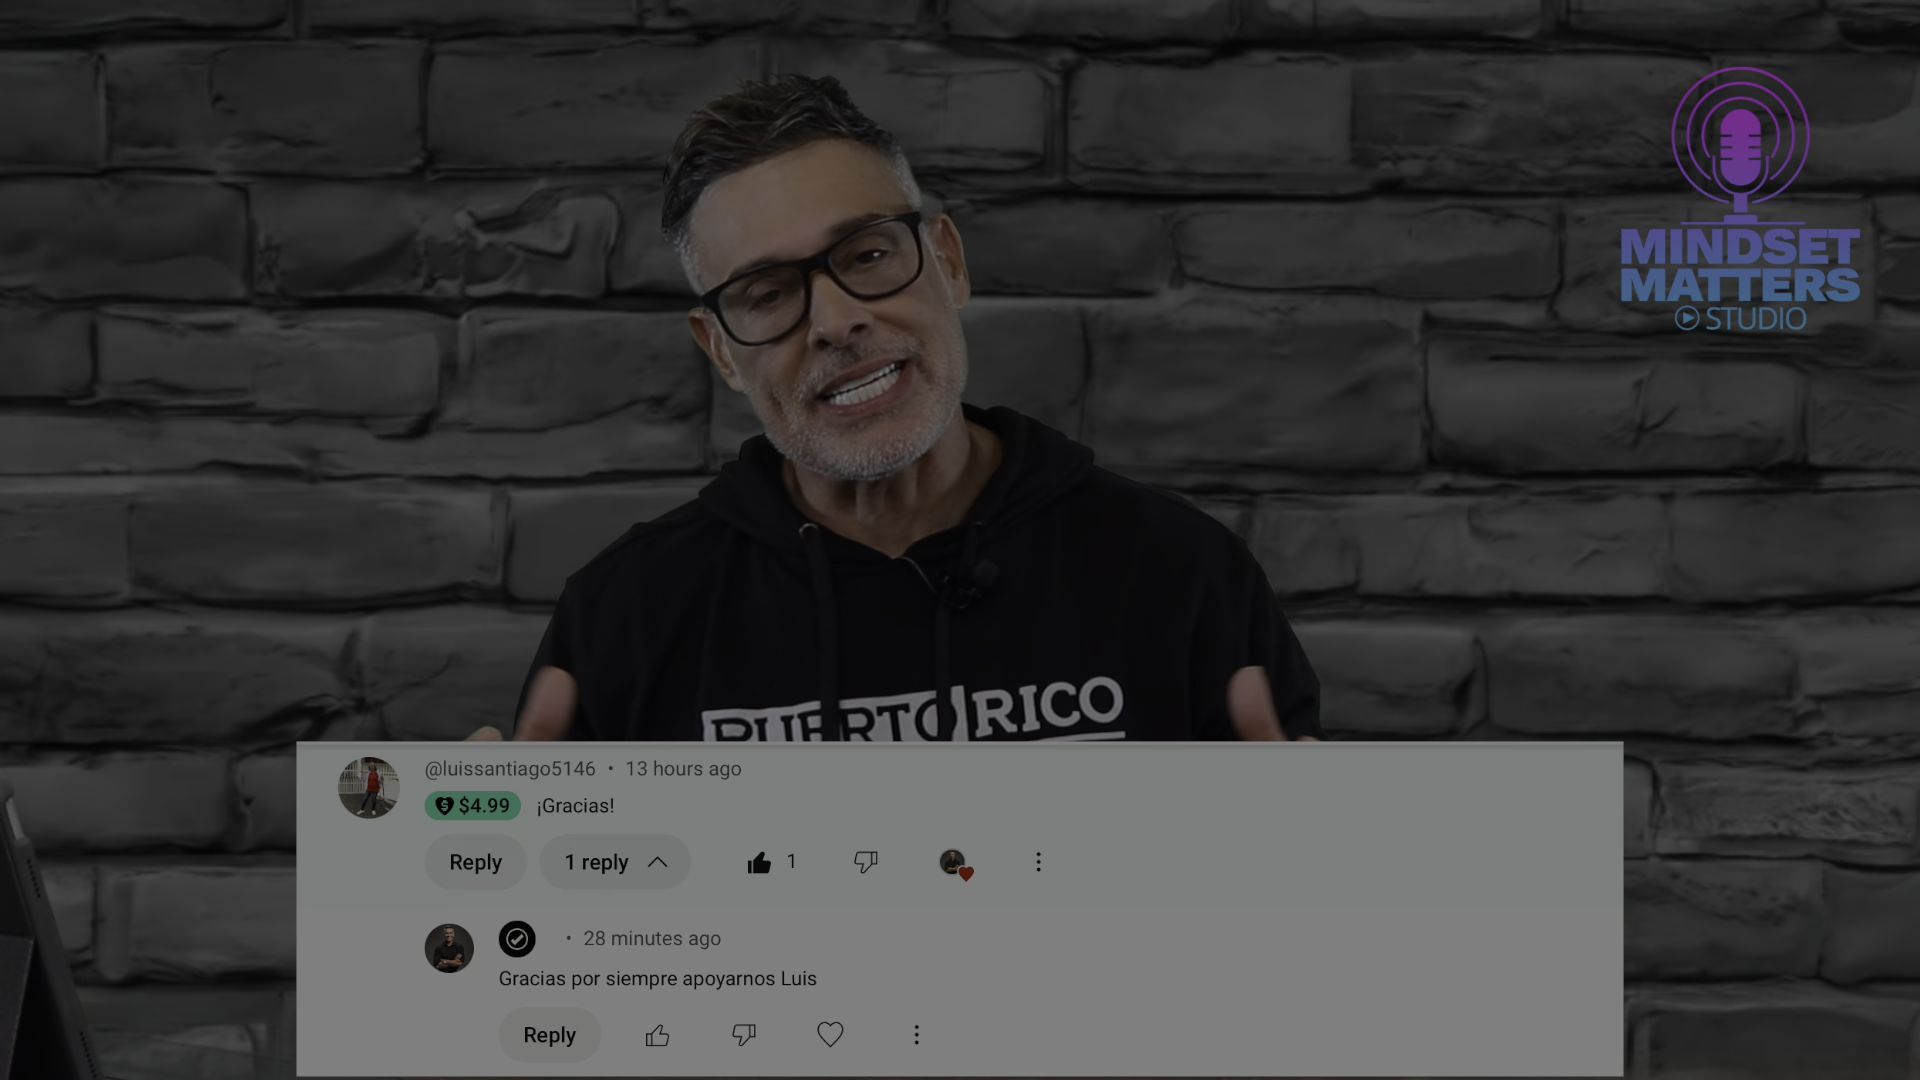 MINDSET
MATTERS
STUDIO
PUERTO RICO
@luissantiago5146 • 13 hours ago
$4.99 ¡Gracias!
Reply 1 reply 1
• 28 minutes ago
Gracias por siempre apoyarnos Luis
Reply